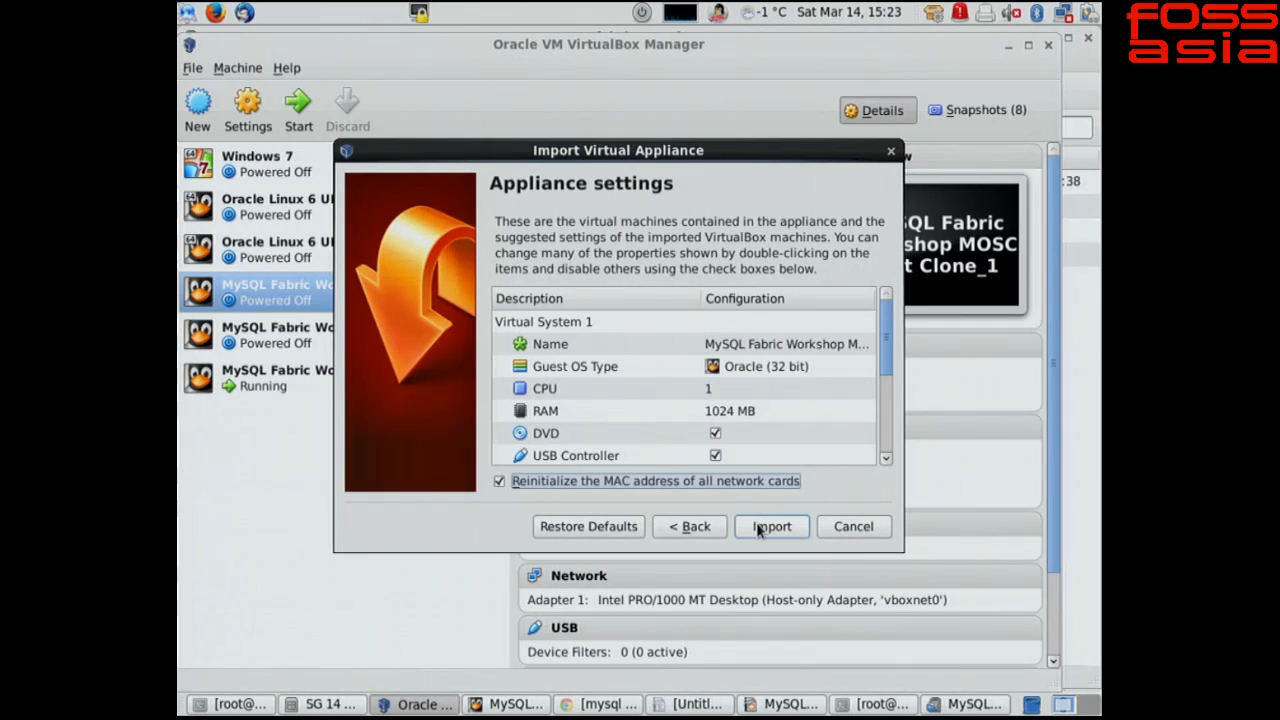 -1 °C Sat Mar 14, 15:23
FOSS
asia
Oracle VM VirtualBox Manager
File Machine Help
New Settings Start Discard
Details Snapshots (8)
Windows 7
Powered Off
Oracle Linux 6 U
Powered Off
Oracle Linux 6 U
Powered Off
MySQL Fabric Wo
Powered Off
MySQL Fabric Wo
Powered Off
MySQL Fabric Wo
Running
Import Virtual Appliance
Appliance settings
These are the virtual machines contained in the appliance and the
suggested settings of the imported VirtualBox machines. You can
change many of the properties shown by double-clicking on the
items and disable others using the check boxes below.
Description Configuration
Virtual System 1
Name MySQL Fabric Workshop M...
Guest OS Type Oracle (32 bit)
CPU 1
RAM 1024 MB
DVD
USB Controller
Reinitialize the MAC address of all network cards
Restore Defaults < Back Import Cancel
w
:38
QL Fabric
shop MOSC
t Clone_1
Network
Adapter 1: Intel PRO/1000 MT Desktop (Host-only Adapter, 'vboxnet0')
USB
Device Filters: 0 (0 active)
[root@... SG 14 ... Oracle ... MySQL... [mysql ... [Untitl... MySQL... [root@... MySQL...